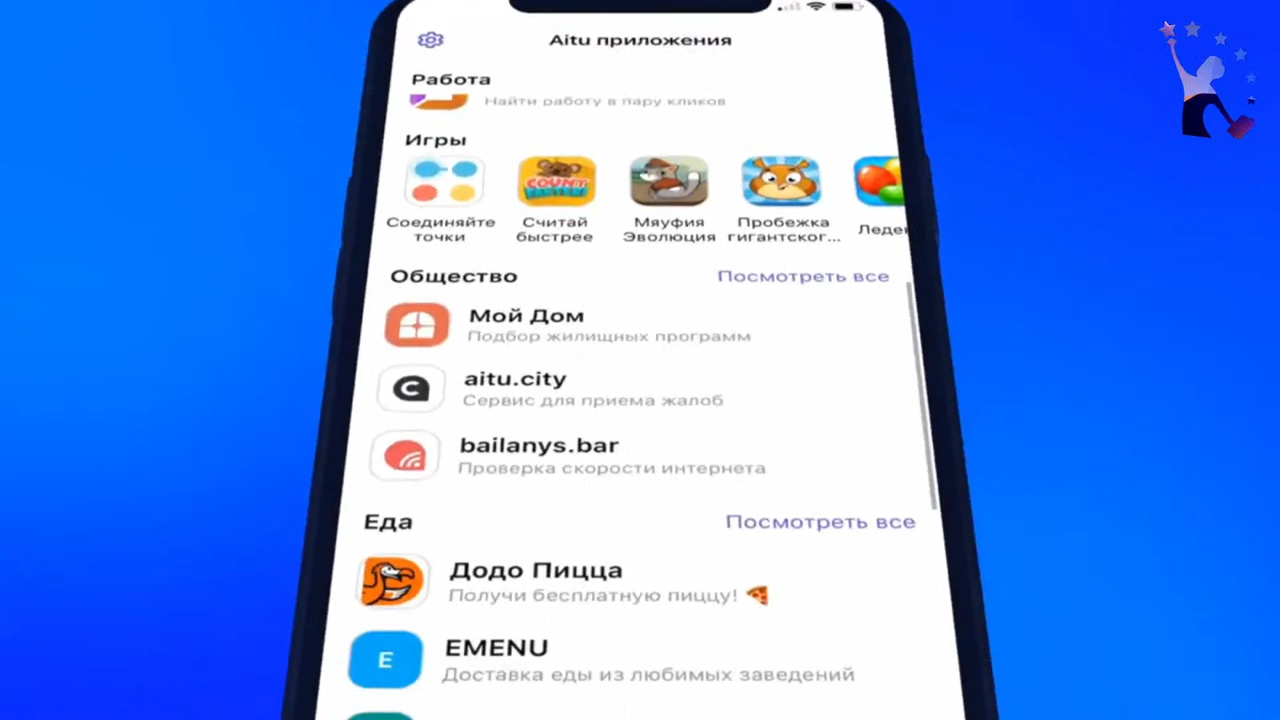 Aitu приложения
Работа
Найти работу в пару кликов
Игры
COUNT
Соединяйте точки
Считай быстрее
Мяуфия Эволюция
Пробежка гигантског...
Общество
Посмотреть все
Мой Дом
Подбор жилищных программ
aitu.city
Сервис для приема жалоб
bailanys.bar
Проверка скорости интернета
Еда
Посмотреть все
Додо Пицца
Получи бесплатную пиццу! 🍕
E
EMENU
Доставка еды из любимых заведений